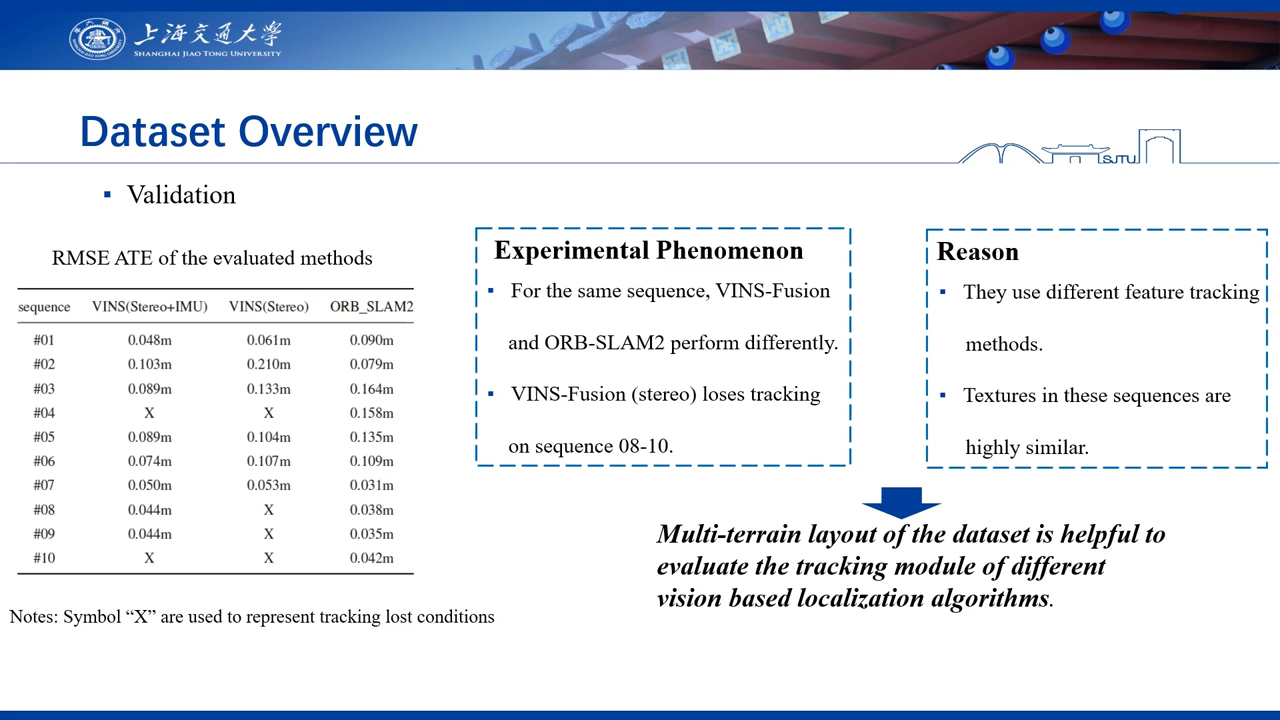 上海交通大学
SHANGHAI JIAO TONG UNIVERSITY
Dataset Overview
SJTU
▪ Validation
RMSE ATE of the evaluated methods
sequence VINS(Stereo+IMU) VINS(Stereo) ORB_SLAM2
#01 0.048m 0.061m 0.090m
#02 0.103m 0.210m 0.079m
#03 0.089m 0.133m 0.164m
#04 X X 0.158m
#05 0.089m 0.104m 0.135m
#06 0.074m 0.107m 0.109m
#07 0.050m 0.053m 0.031m
#08 0.044m X 0.038m
#09 0.044m X 0.035m
#10 X X 0.042m
Notes: Symbol “X” are used to represent tracking lost conditions
Experimental Phenomenon
▪ For the same sequence, VINS-Fusion
and ORB-SLAM2 perform differently.
▪ VINS-Fusion (stereo) loses tracking
on sequence 08-10.
Reason
▪ They use different feature tracking
methods.
▪ Textures in these sequences are
highly similar.
Multi-terrain layout of the dataset is helpful to
evaluate the tracking module of different
vision based localization algorithms.